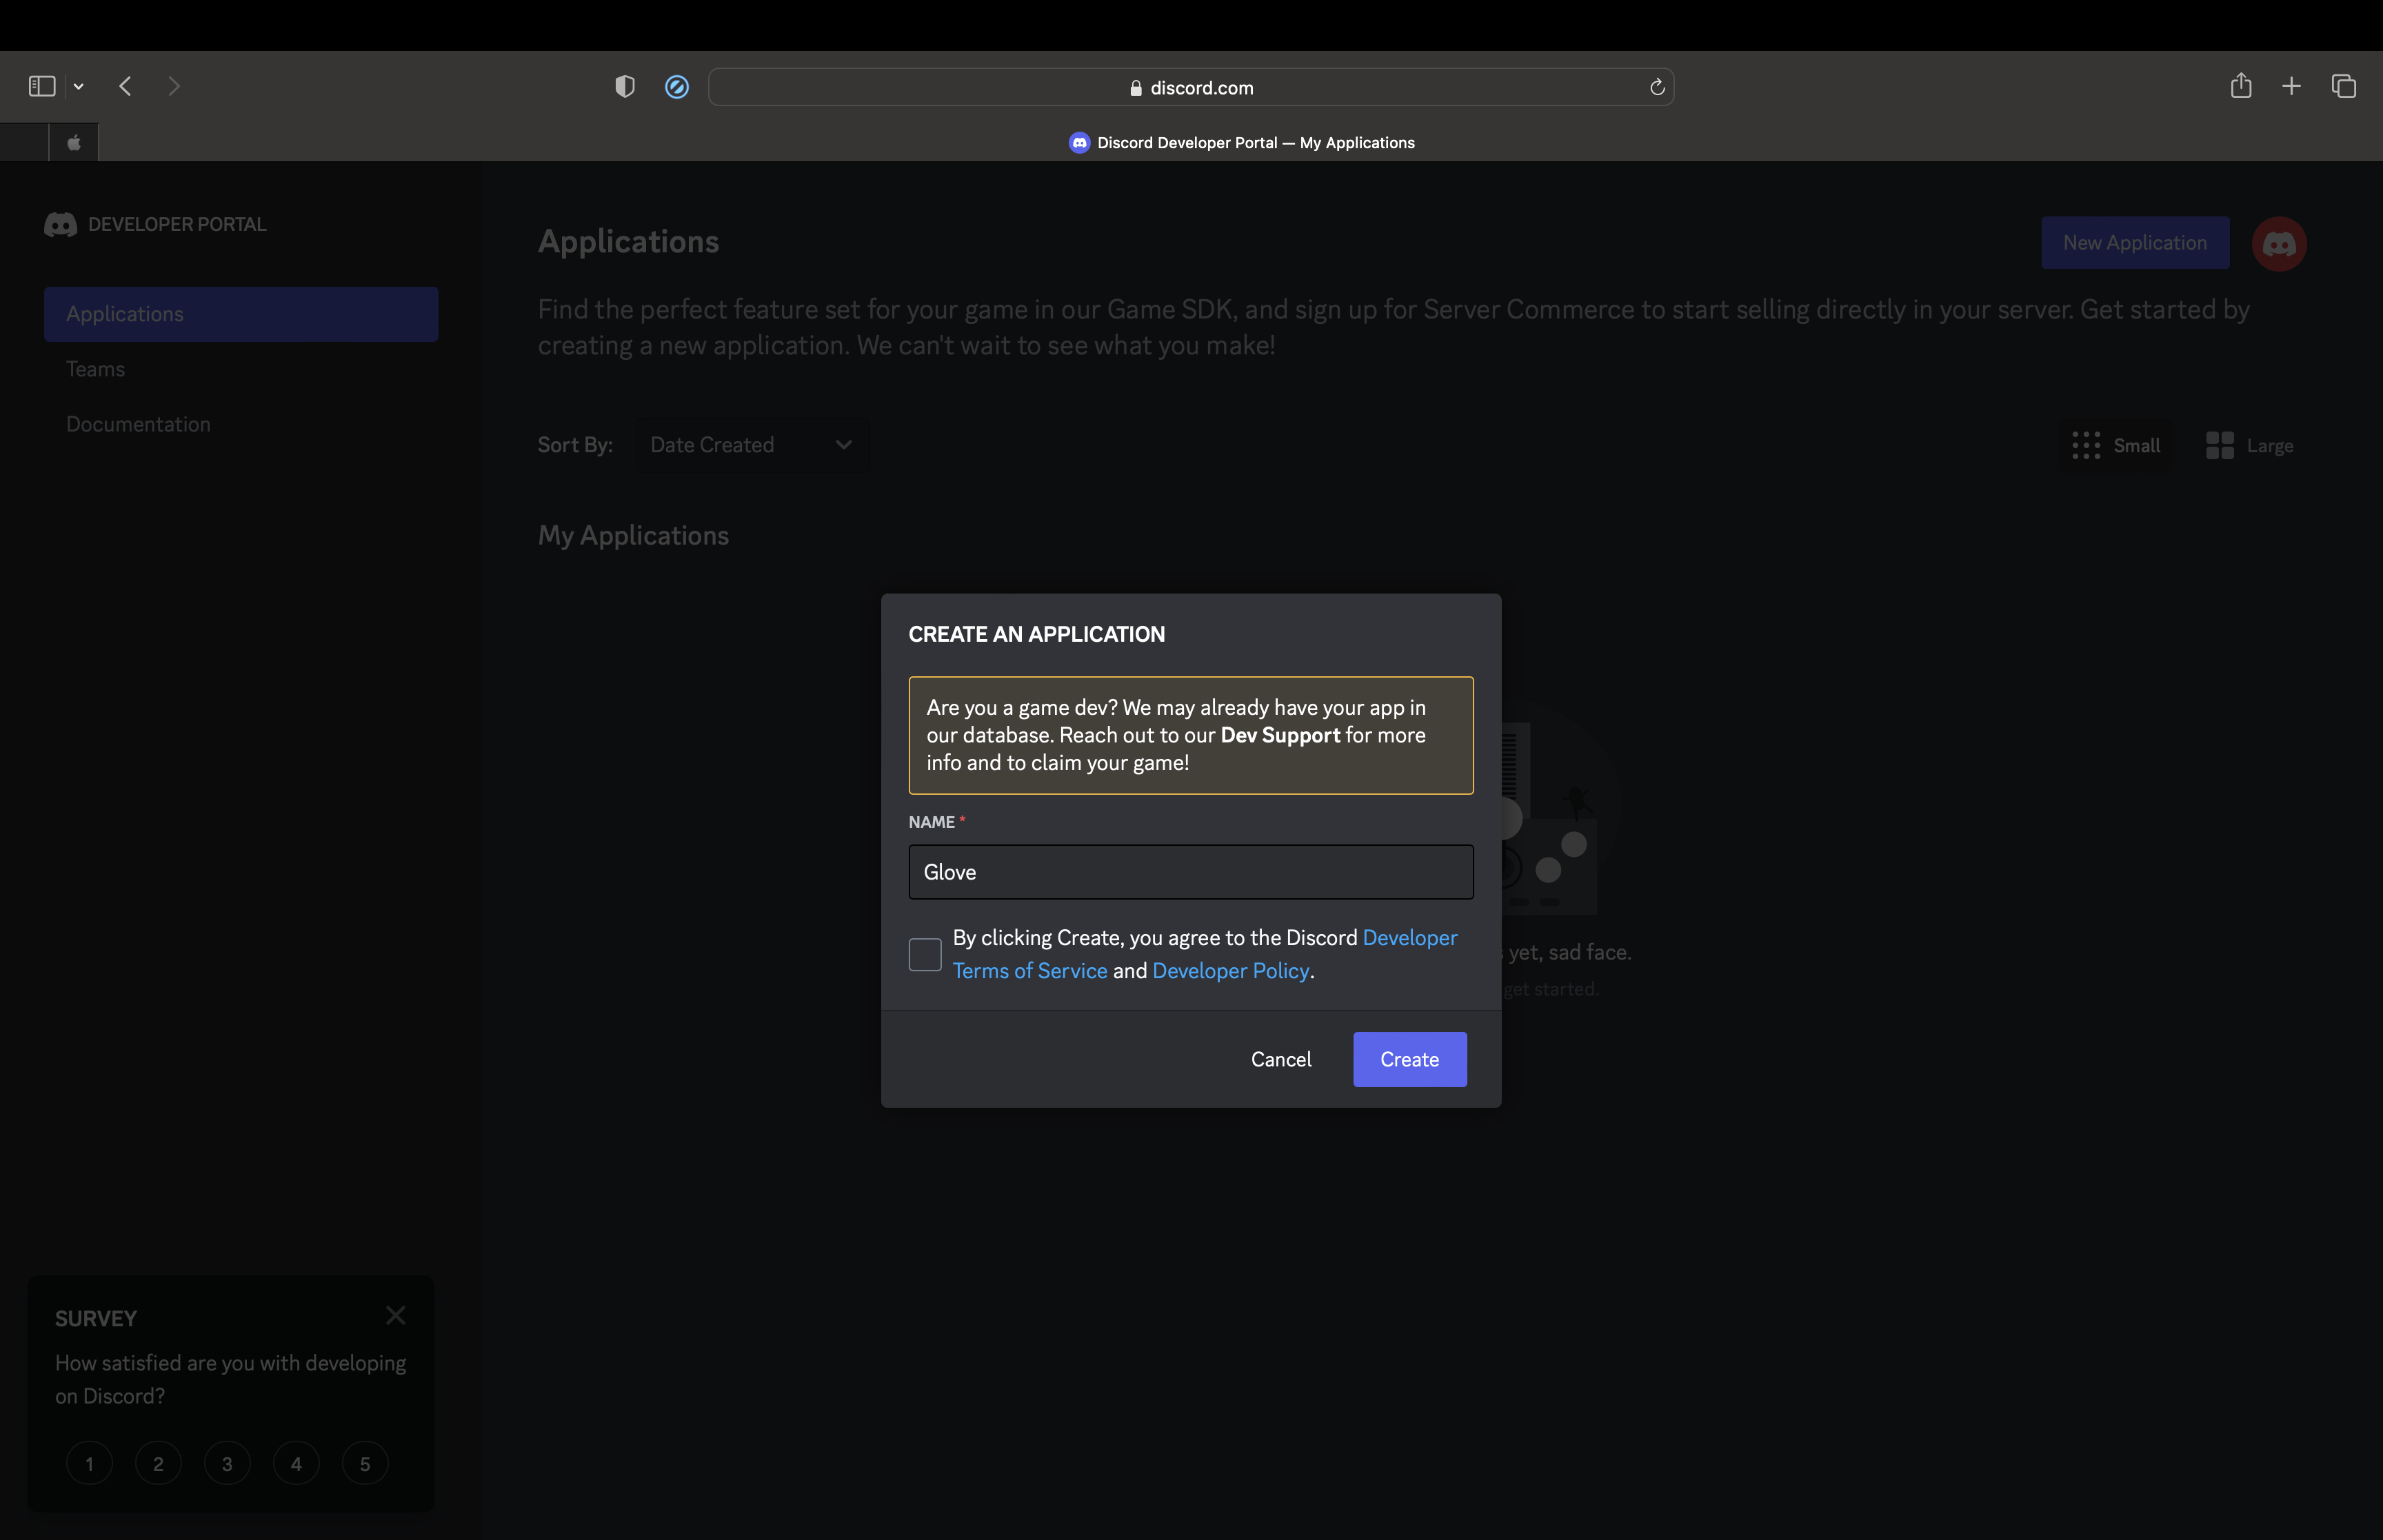 discord.com
Discord Developer Portal — My Applications
DEVELOPER PORTAL
Applications
Teams
Documentation
Applications
New Application
Find the perfect feature set for your game in our Game SDK, and sign up for Server Commerce to start selling directly in your server. Get started by
creating a new application. We can't wait to see what you make!
Sort By:
Date Created
Small
Large
My Applications
CREATE AN APPLICATION
Are you a game dev? We may already have your app in
our database. Reach out to our Dev Support for more
info and to claim your game!
NAME *
Glove
By clicking Create, you agree to the Discord Developer
Terms of Service and Developer Policy.
yet, sad face.
get started.
Cancel
Create
SURVEY
How satisfied are you with developing
on Discord?
1 2 3 4 5